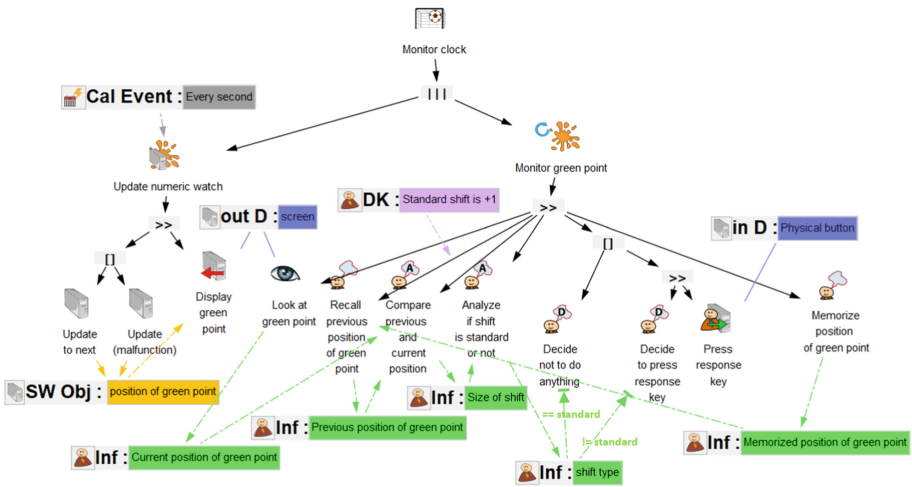 Monitor clock
|||
Cal Event : Every second
Update numeric watch
Monitor green point
>>
>>
DK : Standard shift is +1
out D : screen
in D : Physical button
[]
[]
>>
Update
to next
Update
(malfunction)
Display
green
point
Look at
green point
Recall
previous
position
of green
point
A
Compare
previous
and
current
position
A
Analyze
if shift
is standard
or not
D
Decide
not to do
anything
D
Decide
to press
response
key
Press
response
key
Memorize
position
of green point
SW Obj : position of green point
Inf : Size of shift
== standard
Inf : Previous position of green point
!= standard
Inf : Memorized position of green point
Inf : Current position of green point
Inf : shift type